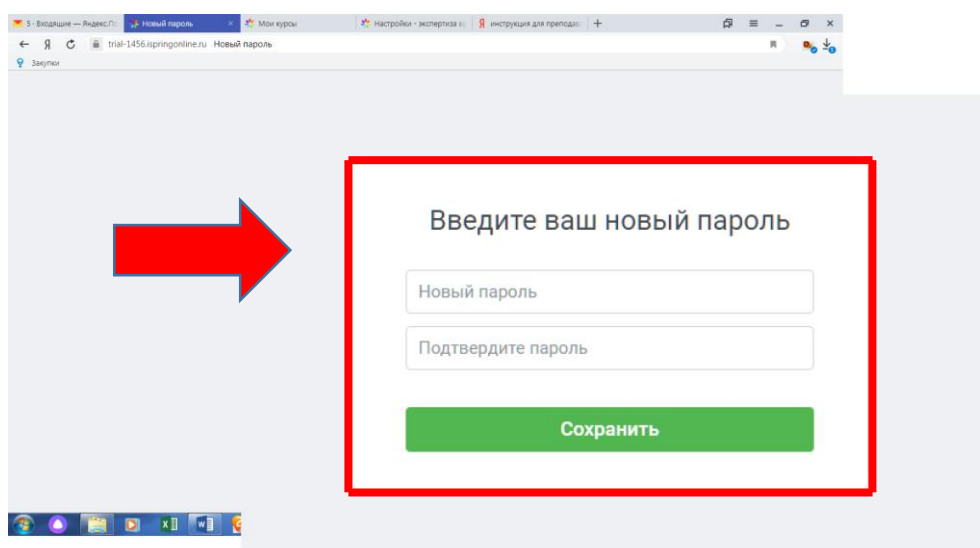 5 · Входящие — Яндекс.По
Новый пароль
Мои курсы
Настройки - экспертиза
инструкция для преподав
trial-1456.ispringonline.ru Новый пароль
Закупки
Введите ваш новый пароль
Новый пароль
Подтвердите пароль
Сохранить